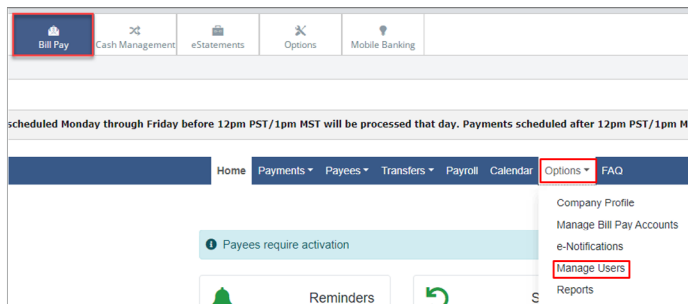 Bill Pay
Cash Management
eStatements
Options
Mobile Banking
scheduled Monday through Friday before 12pm PST/1pm MST will be processed that day. Payments scheduled after 12pm PST/1pm M
Home Payments Payees Transfers Payroll Calendar Options FAQ
Company Profile
Manage Bill Pay Accounts
Payees require activation
e-Notifications
Manage Users
Reports
Reminders
S